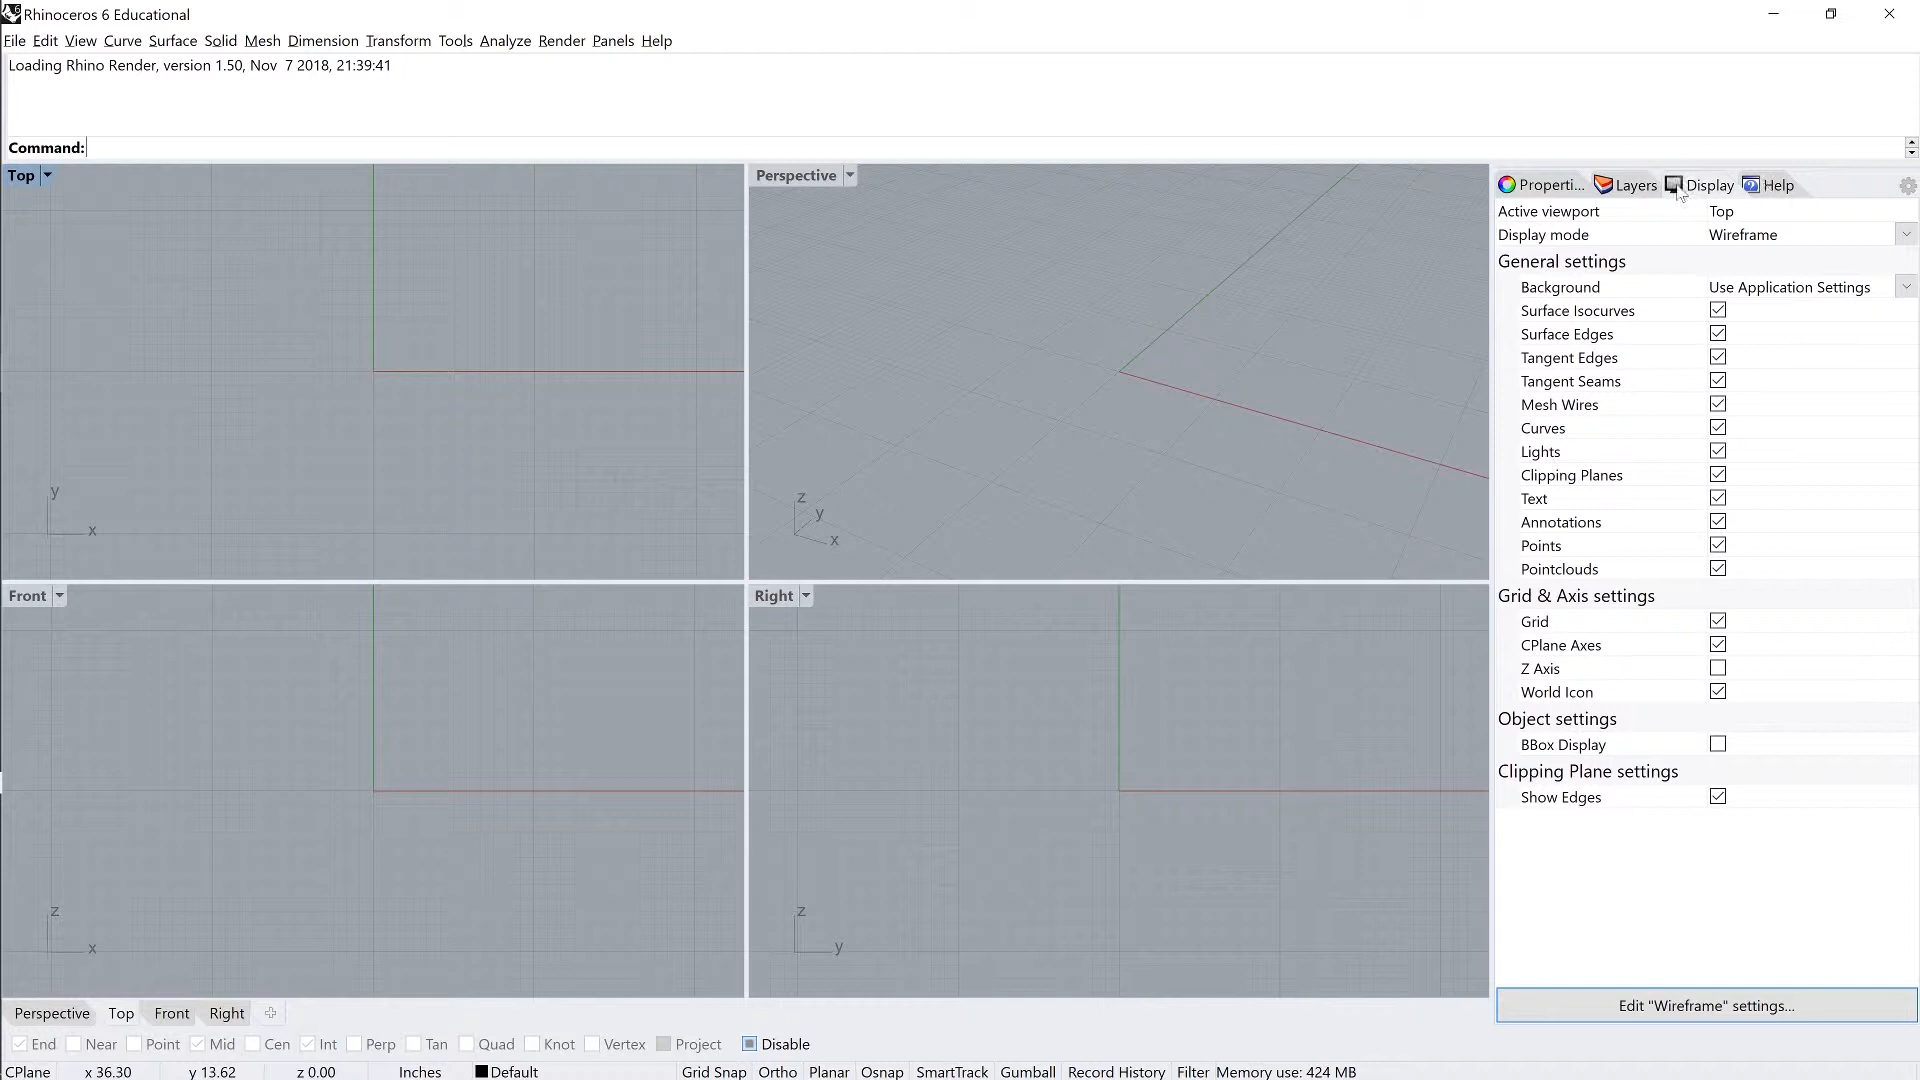 Rhinoceros 6 Educational
File Edit View Curve Surface Solid Mesh Dimension Transform Tools Analyze Render Panels Help
Loading Rhino Render, version 1.50, Nov 7 2018, 21:39:41
Command:
Top
Perspective
Properti... Layers Display Help
Active viewport Top
Display mode Wireframe
General settings
Background Use Application Settings
Surface Isocurves
Surface Edges
Tangent Edges
Tangent Seams
Mesh Wires
Curves
Lights
Clipping Planes
Text
Annotations
Points
Pointclouds
Grid & Axis settings
Grid
CPlane Axes
Z Axis
World Icon
Object settings
BBox Display
Clipping Plane settings
Show Edges
Edit "Wireframe" settings...
y
x
z
y
x
Front
Right
z
x
z
y
Perspective Top Front Right
End Near Point Mid Cen Int Perp Tan Quad Knot Vertex Project Disable
CPlane x 36.30 y 13.62 z 0.00 Inches Default Grid Snap Ortho Planar Osnap SmartTrack Gumball Record History Filter Memory use: 424 MB